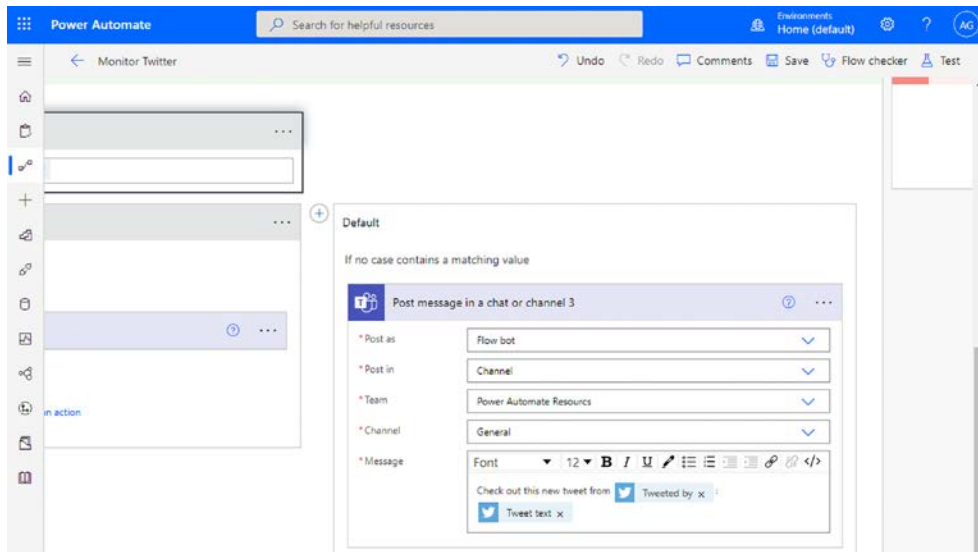 Power Automate
Search for helpful resources
Environments
Home (default)
?
AG
Monitor Twitter
Undo
Redo
Comments
Save
Flow checker
Test
Default
If no case contains a matching value
Post message in a chat or channel 3
* Post as
Flow bot
* Post in
Channel
* Team
Power Automate Resourcs
* Channel
General
* Message
Font 12 B I U </>
Check out this new tweet from Tweeted by x :
Tweet text x
n action